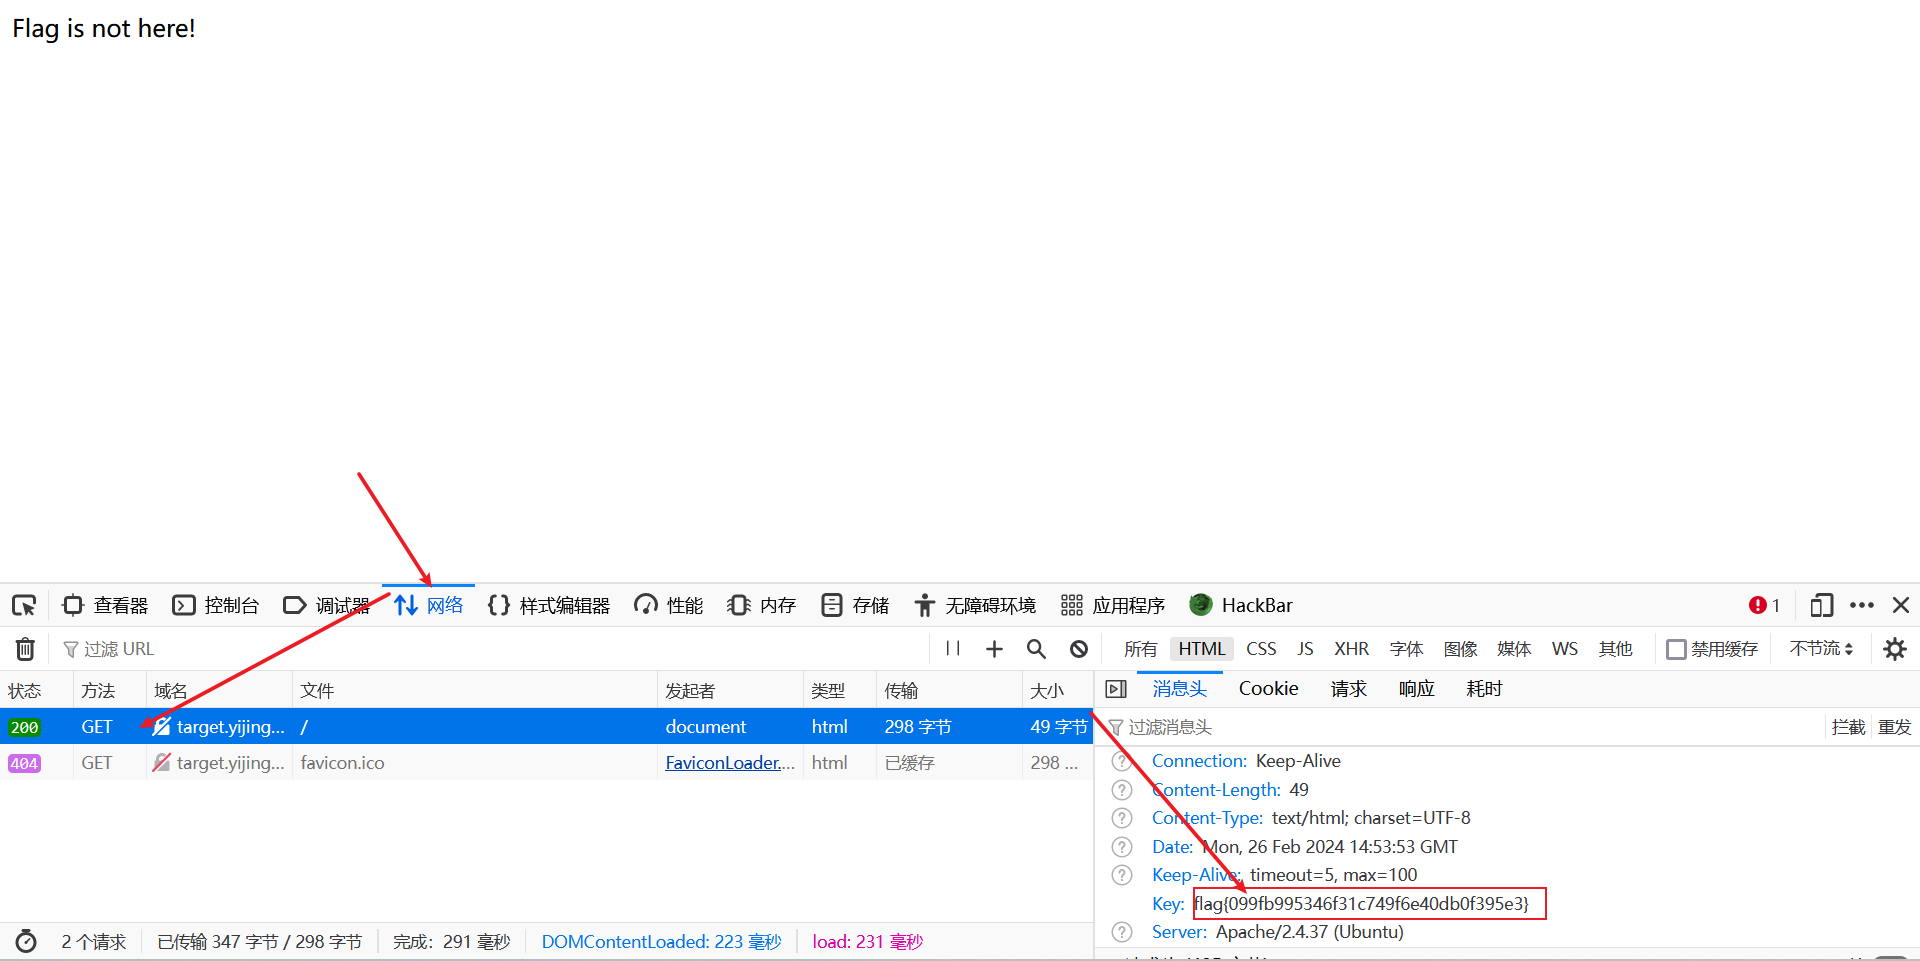 Flag is not here!
查看器 控制台 调试器 网络 样式编辑器 性能 内存 存储 无障碍环境 应用程序 HackBar 1
过滤 URL 所有 HTML CSS JS XHR 字体 图像 媒体 WS 其他 禁用缓存 不节流
状态 方法 域名 文件 发起者 类型 传输 大小
消息头 Cookie 请求 响应 耗时
200 GET target.yijing... / document html 298 字节 49 字节
过滤消息头 拦截 重发
404 GET target.yijing... favicon.ico FaviconLoader.... html 已缓存 298 ...
Connection: Keep-Alive
Content-Length: 49
Content-Type: text/html; charset=UTF-8
Date: Mon, 26 Feb 2024 14:53:53 GMT
Keep-Alive: timeout=5, max=100
Key: flag{099fb995346f31c749f6e40db0f395e3}
Server: Apache/2.4.37 (Ubuntu)
2 个请求 已传输 347 字节 / 298 字节 完成: 291 毫秒 DOMContentLoaded: 223 毫秒 load: 231 毫秒